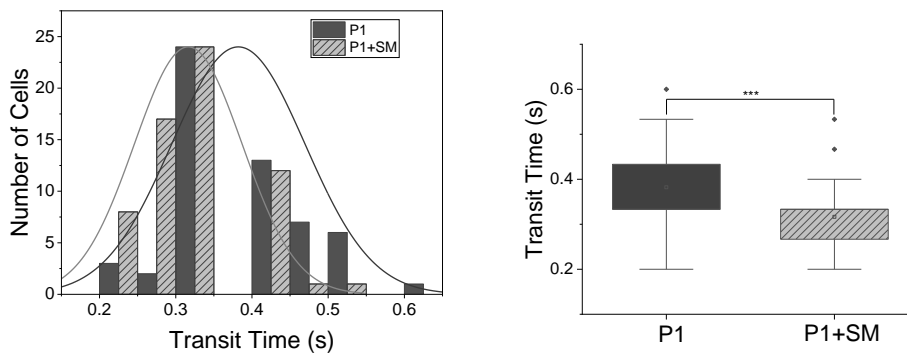 P1
P1+SM
25
20
15
10
5
0
Number of Cells
0.2 0.3 0.4 0.5 0.6
Transit Time (s)
***
0.6
0.4
0.2
Transit Time (s)
P1 P1+SM